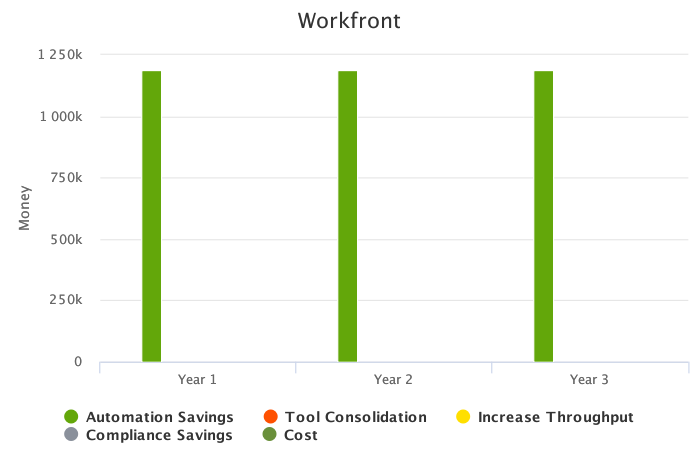 Workfront
1 250k
1 000k
750k
500k
250k
0
Money
Year 1 Year 2 Year 3
Automation Savings Tool Consolidation Increase Throughput
Compliance Savings Cost